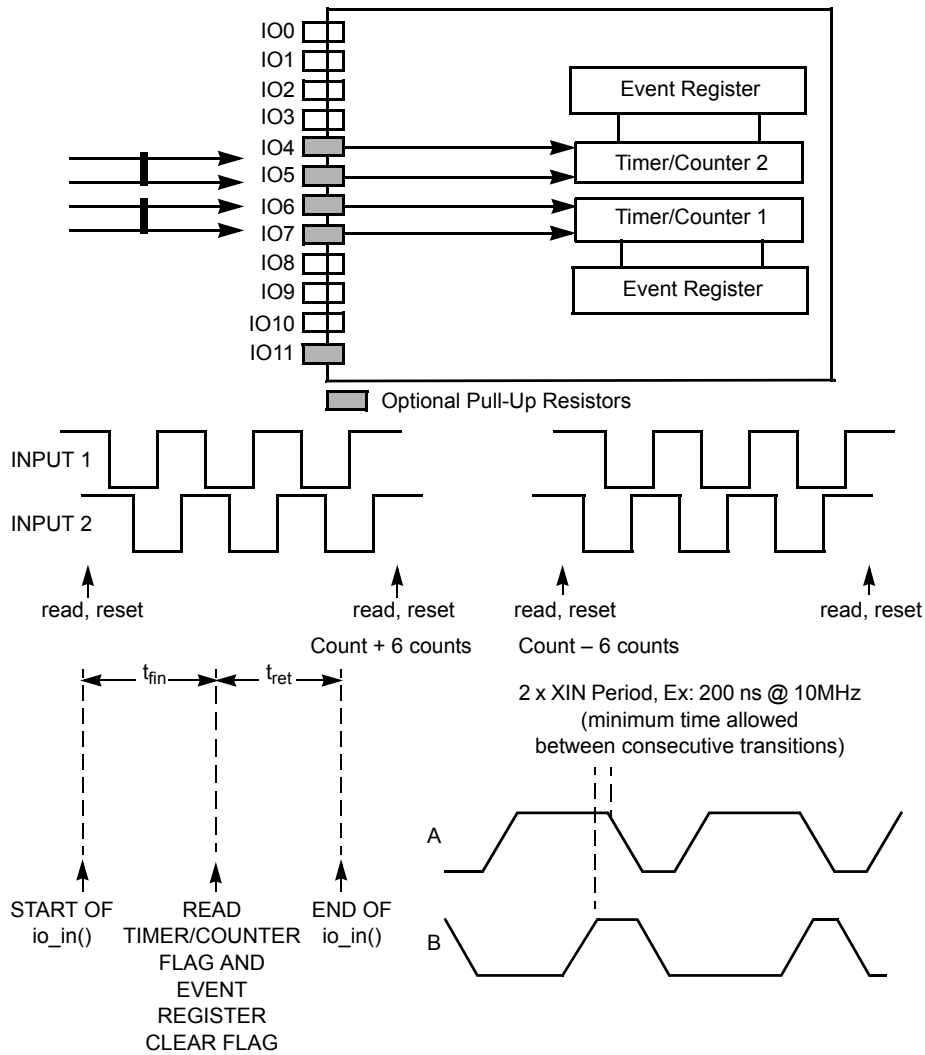 IO0
IO1
IO2
IO3
IO4
IO5
IO6
IO7
IO8
IO9
IO10
IO11
Event Register
Timer/Counter 2
Timer/Counter 1
Event Register
Optional Pull-Up Resistors
INPUT 1
INPUT 2
read, reset
read, reset
read, reset
read, reset
Count + 6 counts
Count – 6 counts
tfin
tret
2 x XIN Period, Ex: 200 ns @ 10MHz
(minimum time allowed
between consecutive transitions)
A
B
START OF
io_in()
READ
TIMER/COUNTER
FLAG AND
EVENT
REGISTER
CLEAR FLAG
END OF
io_in()